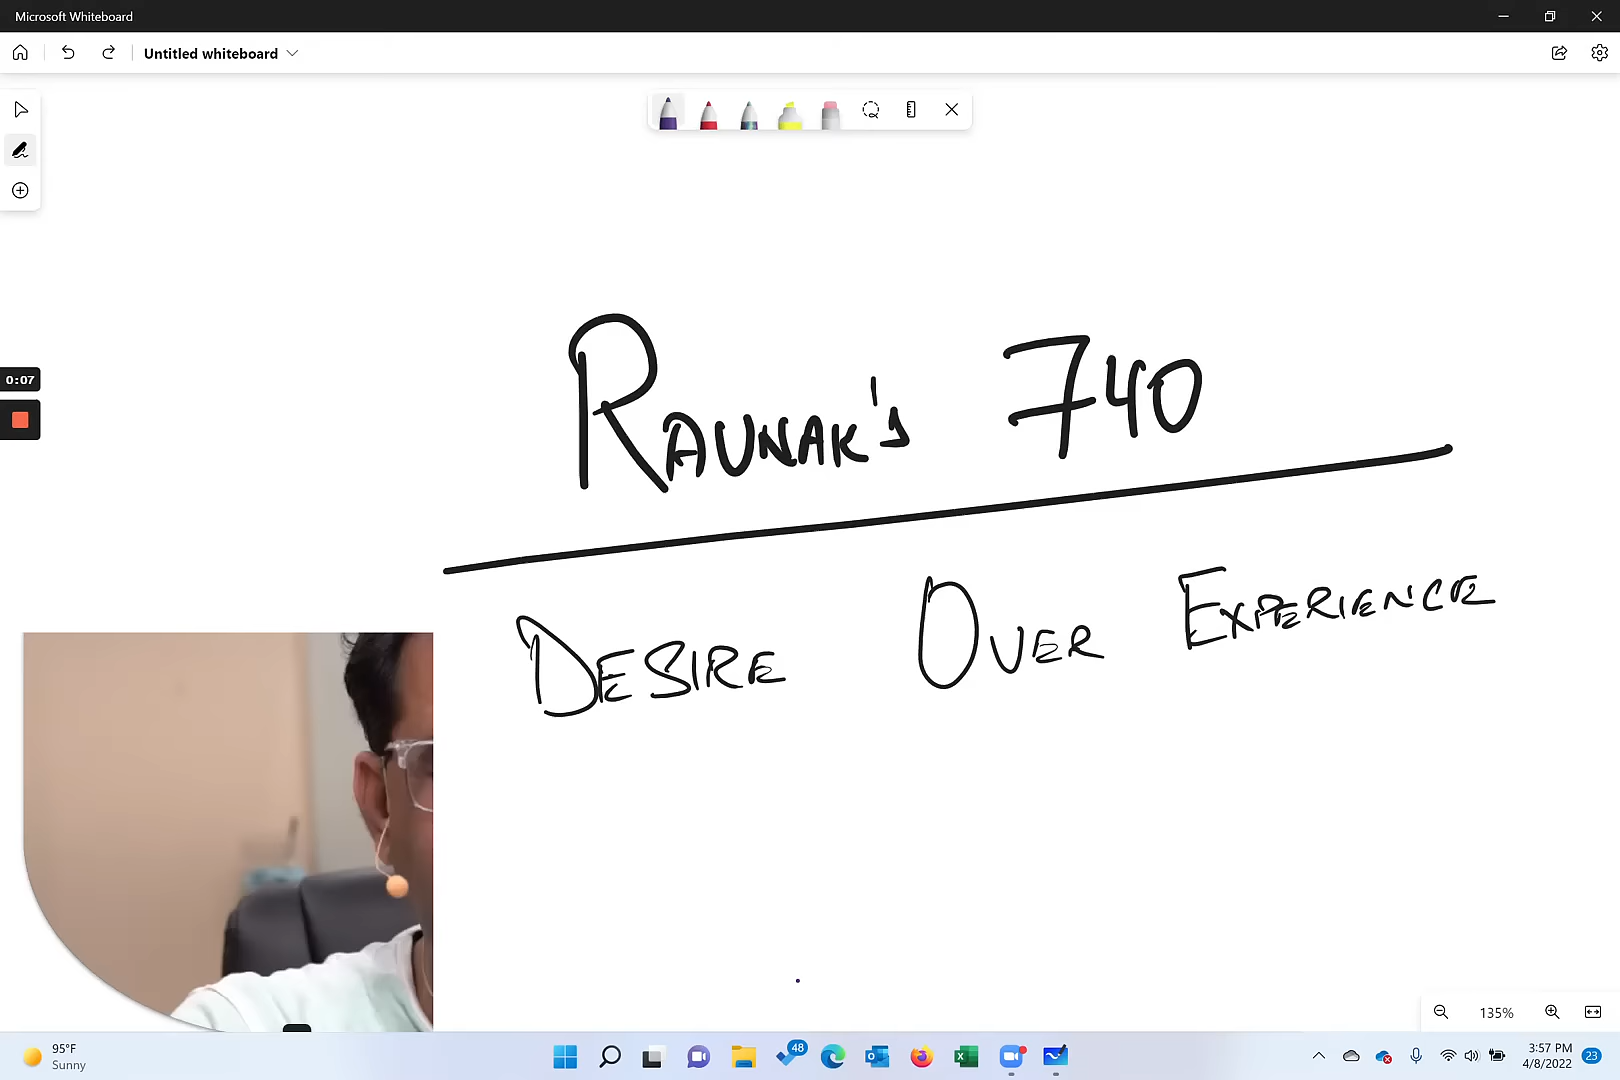 Microsoft Whiteboard
Untitled whiteboard
0:07
RAUNAK's 740
DESIRE OVER EXPERIENCE
135%
95°F
Sunny
48
3:57 PM
4/8/2022
23